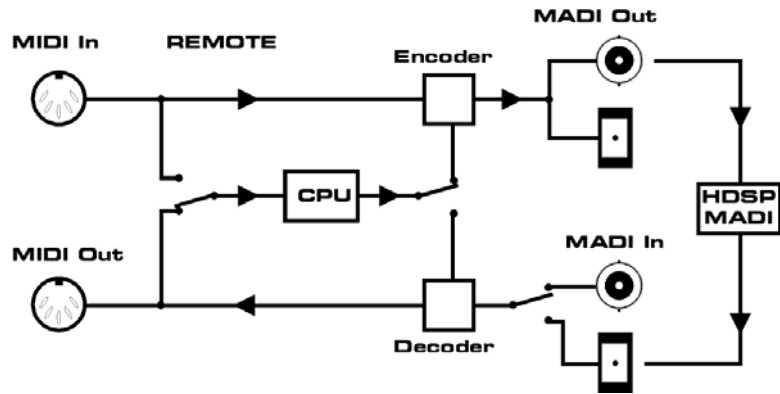 MADI Out
MIDI In
REMOTE
Encoder
CPU
HDSP
MADI
MIDI Out
MADI In
Decoder